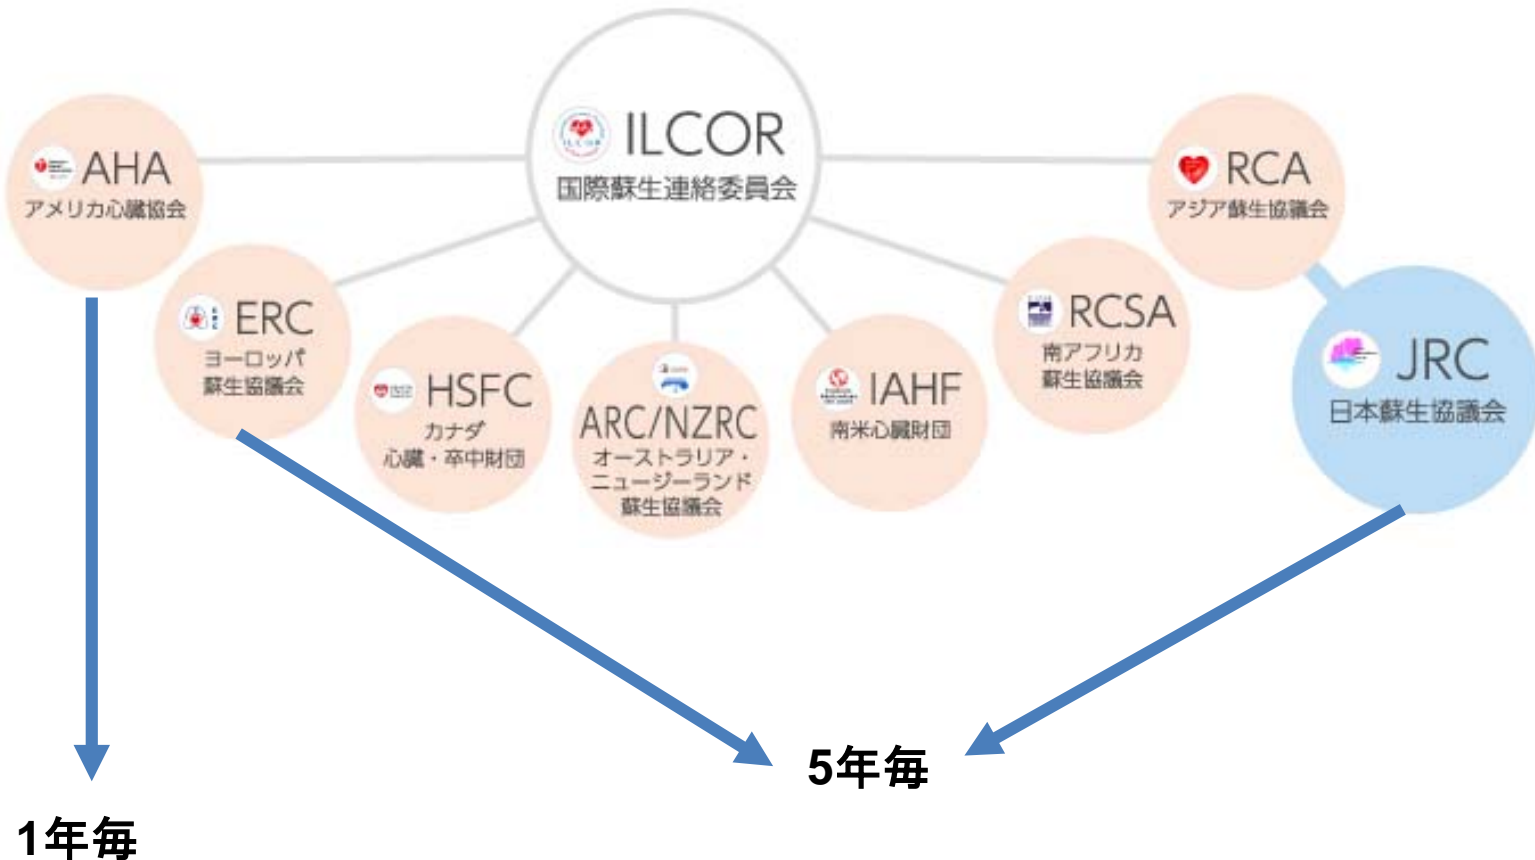 ILCOR
国際蘇生連絡委員会
AHA
アメリカ心臓協会
ERC
ヨーロッパ
蘇生協議会
HSFC
カナダ
心臓・卒中財団
ARC/NZRC
オーストラリア・
ニュージーランド
蘇生協議会
IAHF
南米心臓財団
RCSA
南アフリカ
蘇生協議会
RCA
アジア蘇生協議会
JRC
日本蘇生協議会
5年毎
1年毎